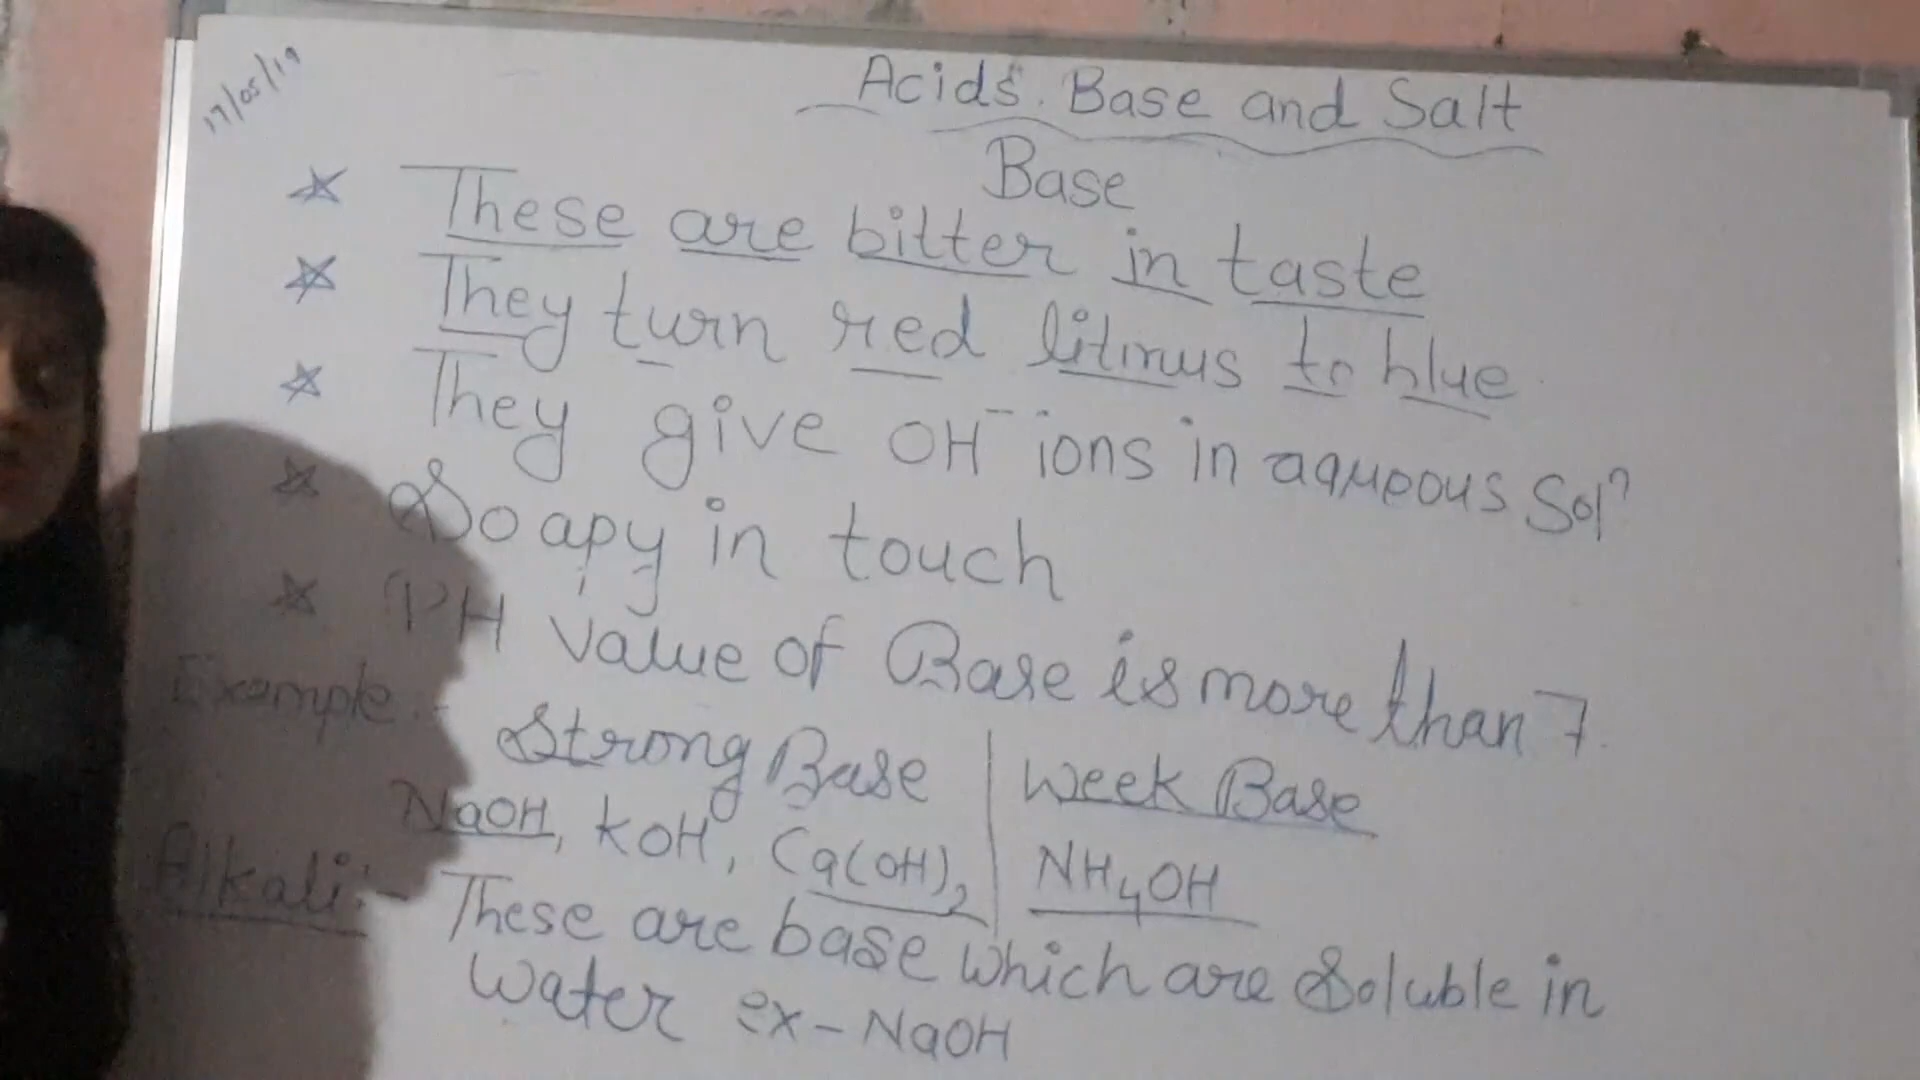 17/05/19
Acids. Base and Salt
Base
☆ These are bitter in taste
☆ They turn red litmus to blue
☆ They give OH⁻ ions in aqueous Solⁿ
☆ Soapy in touch
☆ PH value of Base is more than 7.
Example:-
Strong Base | Week Base
NaOH, KOH, Ca(OH)₂ | NH₄OH
Alkali:- These are base which are Soluble in
Water ex-NaOH